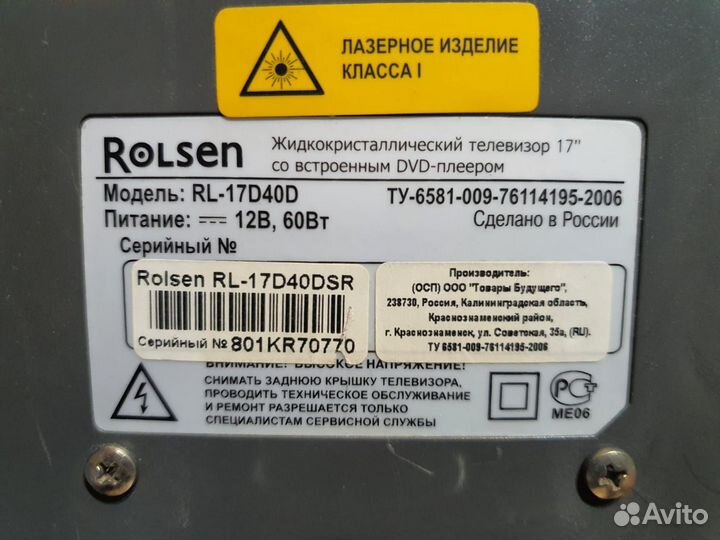 ЛАЗЕРНОЕ ИЗДЕЛИЕ
КЛАССА I
ROLSEN
Жидкокристаллический телевизор 17"
со встроенным DVD-плеером
Модель: RL-17D40D
ТУ-6581-009-76114195-2006
Питание: 12В, 60Вт
Сделано в России
Серийный №
Rolsen RL-17D40DSR
Серийный № 801KR70770
Производитель:
(ОСП) ООО "Товары Будущего",
238730, Россия, Калининградская область,
Краснознаменский район,
г. Краснознаменск, ул. Советская, 35а, (RU).
ТУ 6581-009-76114195-2006
ВНИМАНИЕ! ВЫСОКОЕ НАПРЯЖЕНИЕ!
СНИМАТЬ ЗАДНЮЮ КРЫШКУ ТЕЛЕВИЗОРА,
ПРОВОДИТЬ ТЕХНИЧЕСКОЕ ОБСЛУЖИВАНИЕ
И РЕМОНТ РАЗРЕШАЕТСЯ ТОЛЬКО
СПЕЦИАЛИСТАМ СЕРВИСНОЙ СЛУЖБЫ
МЕ06
Avito